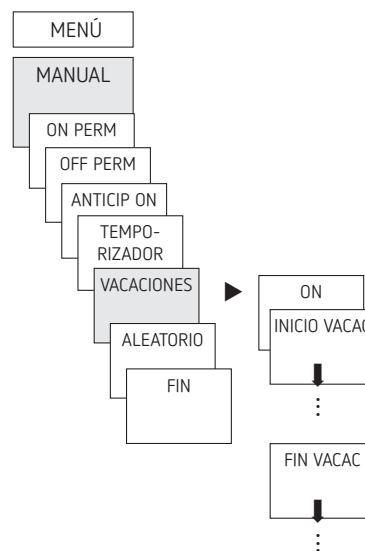 MENÚ
MANUAL
ON PERM
OFF PERM
ANTICIP ON
TEMPO-
RIZADOR
VACACIONES
ALEATORIO
FIN
ON
INICIO VACAC
FIN VACAC